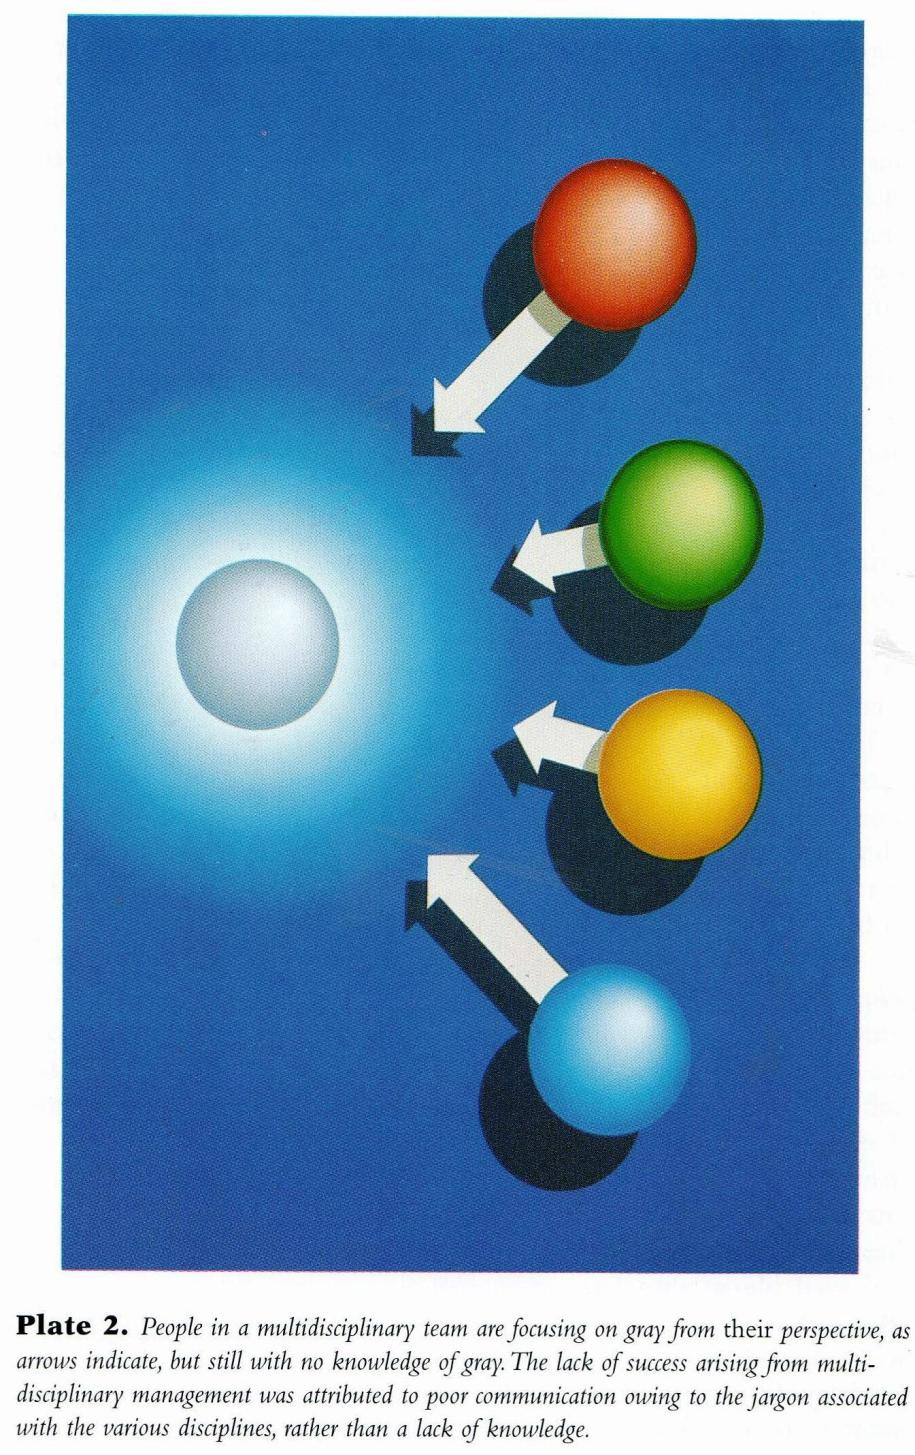 Plate 2. People in a multidisciplinary team are focusing on gray from their perspective, as
arrows indicate, but still with no knowledge of gray. The lack of success arising from multi-
disciplinary management was attributed to poor communication owing to the jargon associated
with the various disciplines, rather than a lack of knowledge.